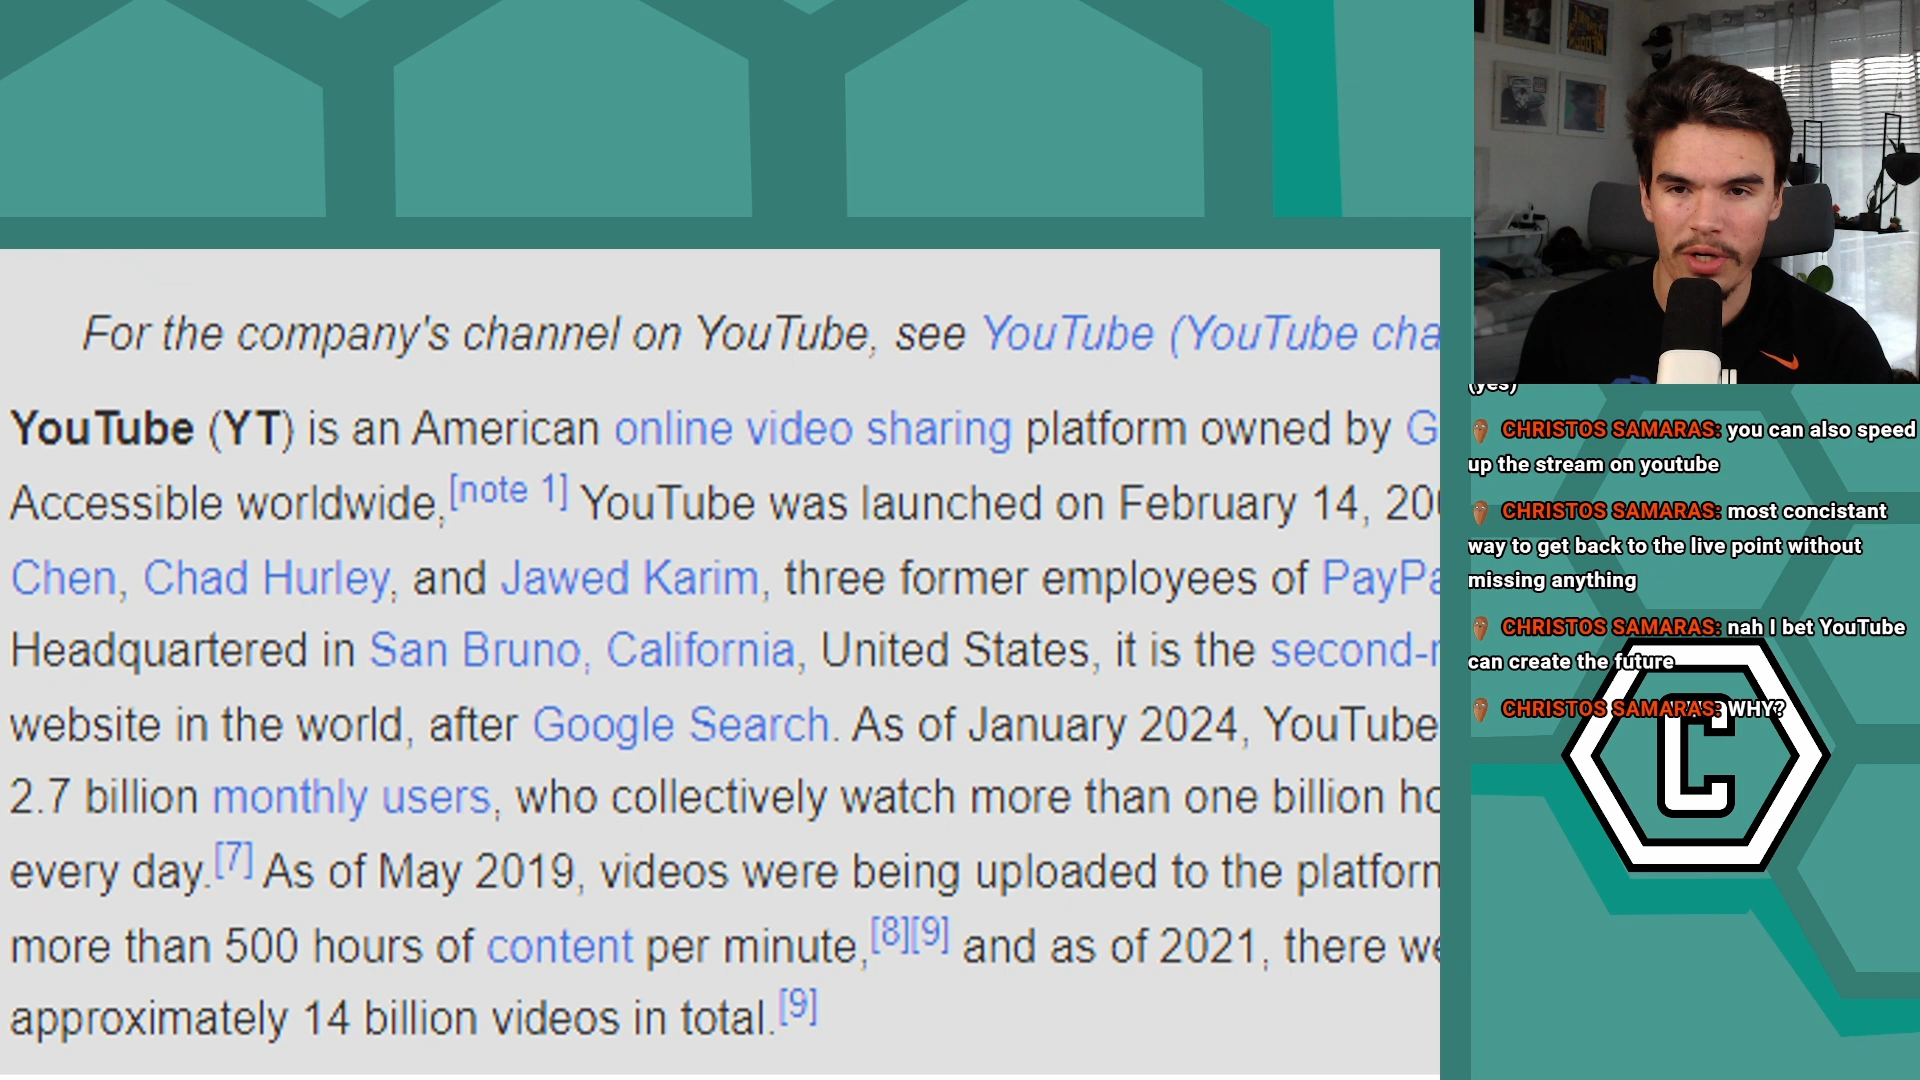 For the company's channel on YouTube, see YouTube (YouTube cha
YouTube (YT) is an American online video sharing platform owned by G
Accessible worldwide,[note 1] YouTube was launched on February 14, 200
Chen, Chad Hurley, and Jawed Karim, three former employees of PayPa
Headquartered in San Bruno, California, United States, it is the second-
website in the world, after Google Search. As of January 2024, YouTube
2.7 billion monthly users, who collectively watch more than one billion ho
every day.[7] As of May 2019, videos were being uploaded to the platform
more than 500 hours of content per minute,[8][9] and as of 2021, there we
approximately 14 billion videos in total.[9]
(yes)
CHRISTOS SAMARAS: you can also speed
up the stream on youtube
CHRISTOS SAMARAS: most concistant
way to get back to the live point without
missing anything
CHRISTOS SAMARAS: nah I bet YouTube
can create the future
CHRISTOS SAMARAS: WHY?
C